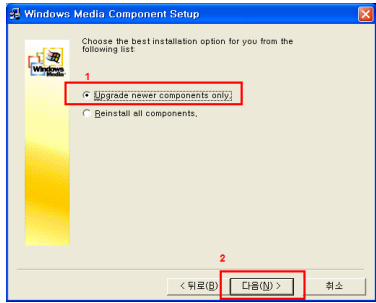 Windows Media Component Setup
Choose the best installation option for you from the
following list:
Windows
Media
1
Upgrade newer components only.
Reinstall all components.
2
< 뒤로(B)
다음(N) >
취소